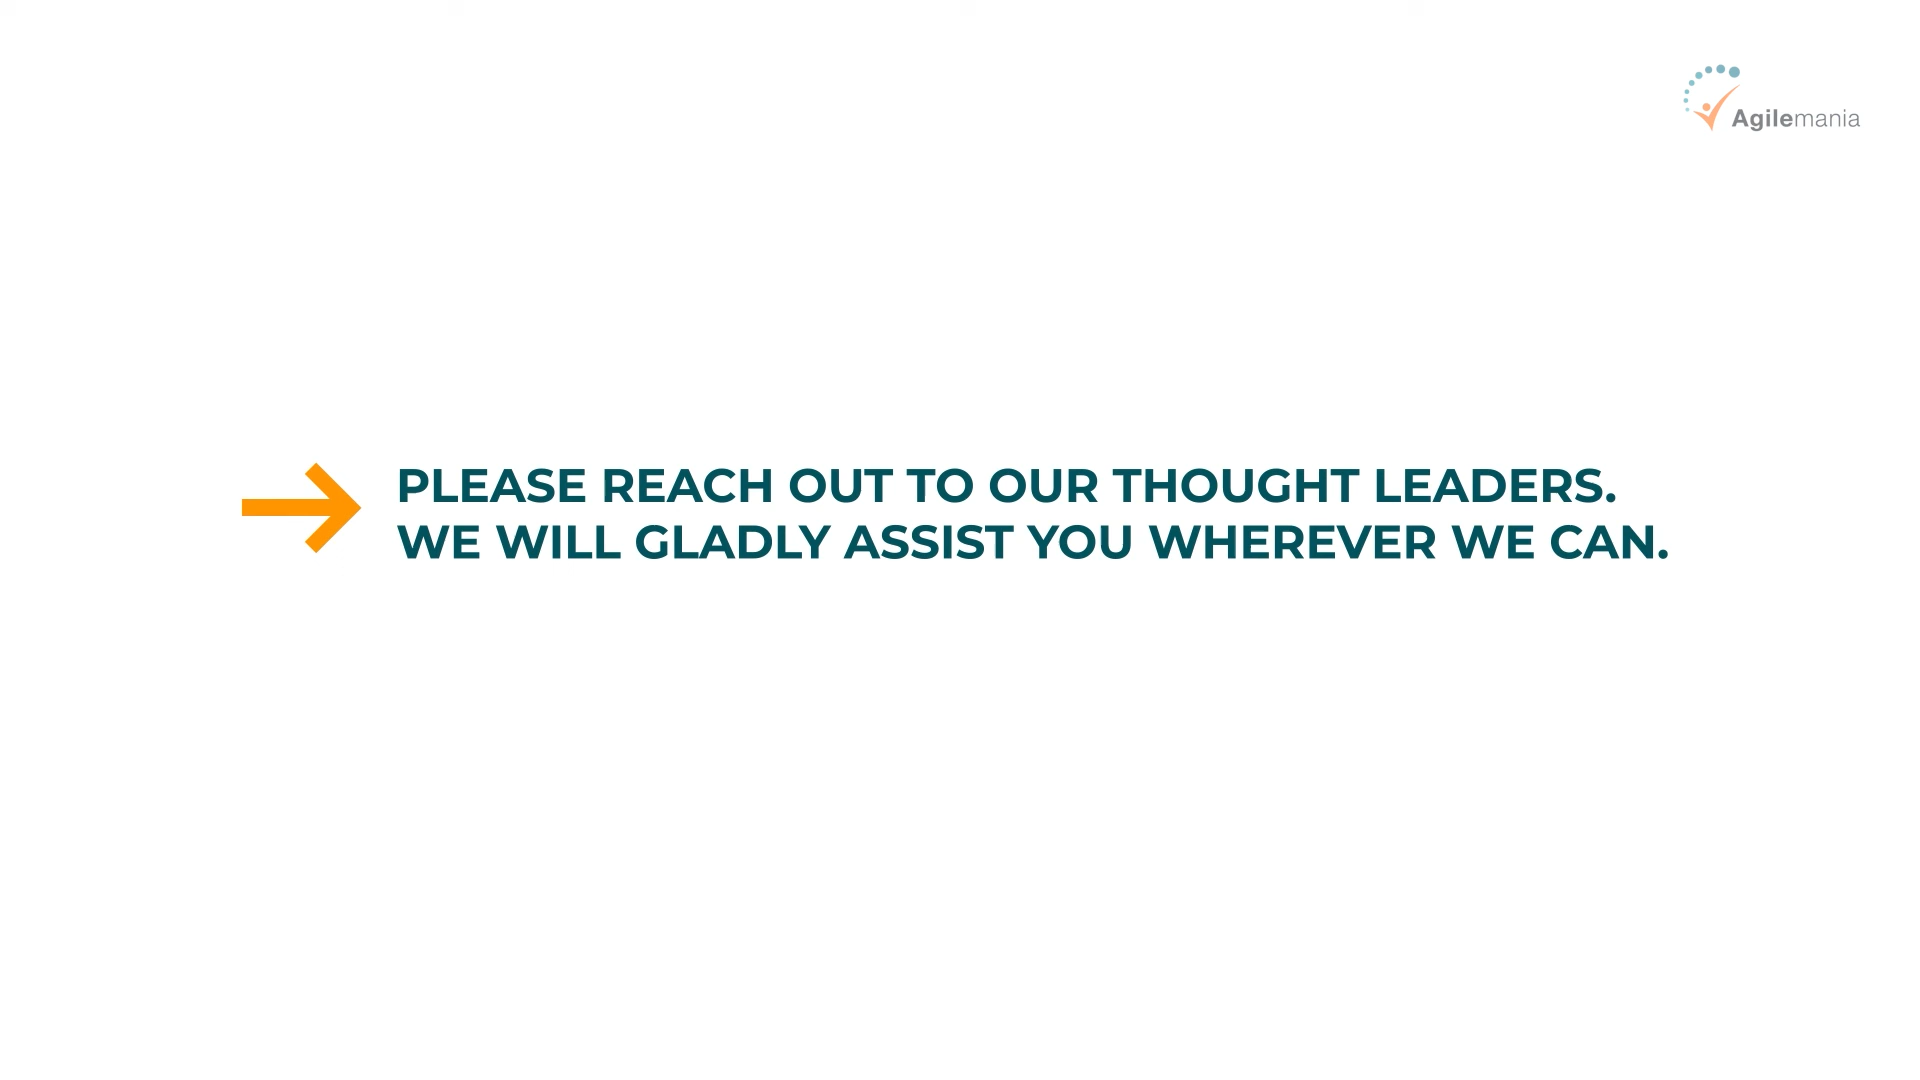 Agilemania
PLEASE REACH OUT TO OUR THOUGHT LEADERS.
WE WILL GLADLY ASSIST YOU WHEREVER WE CAN.